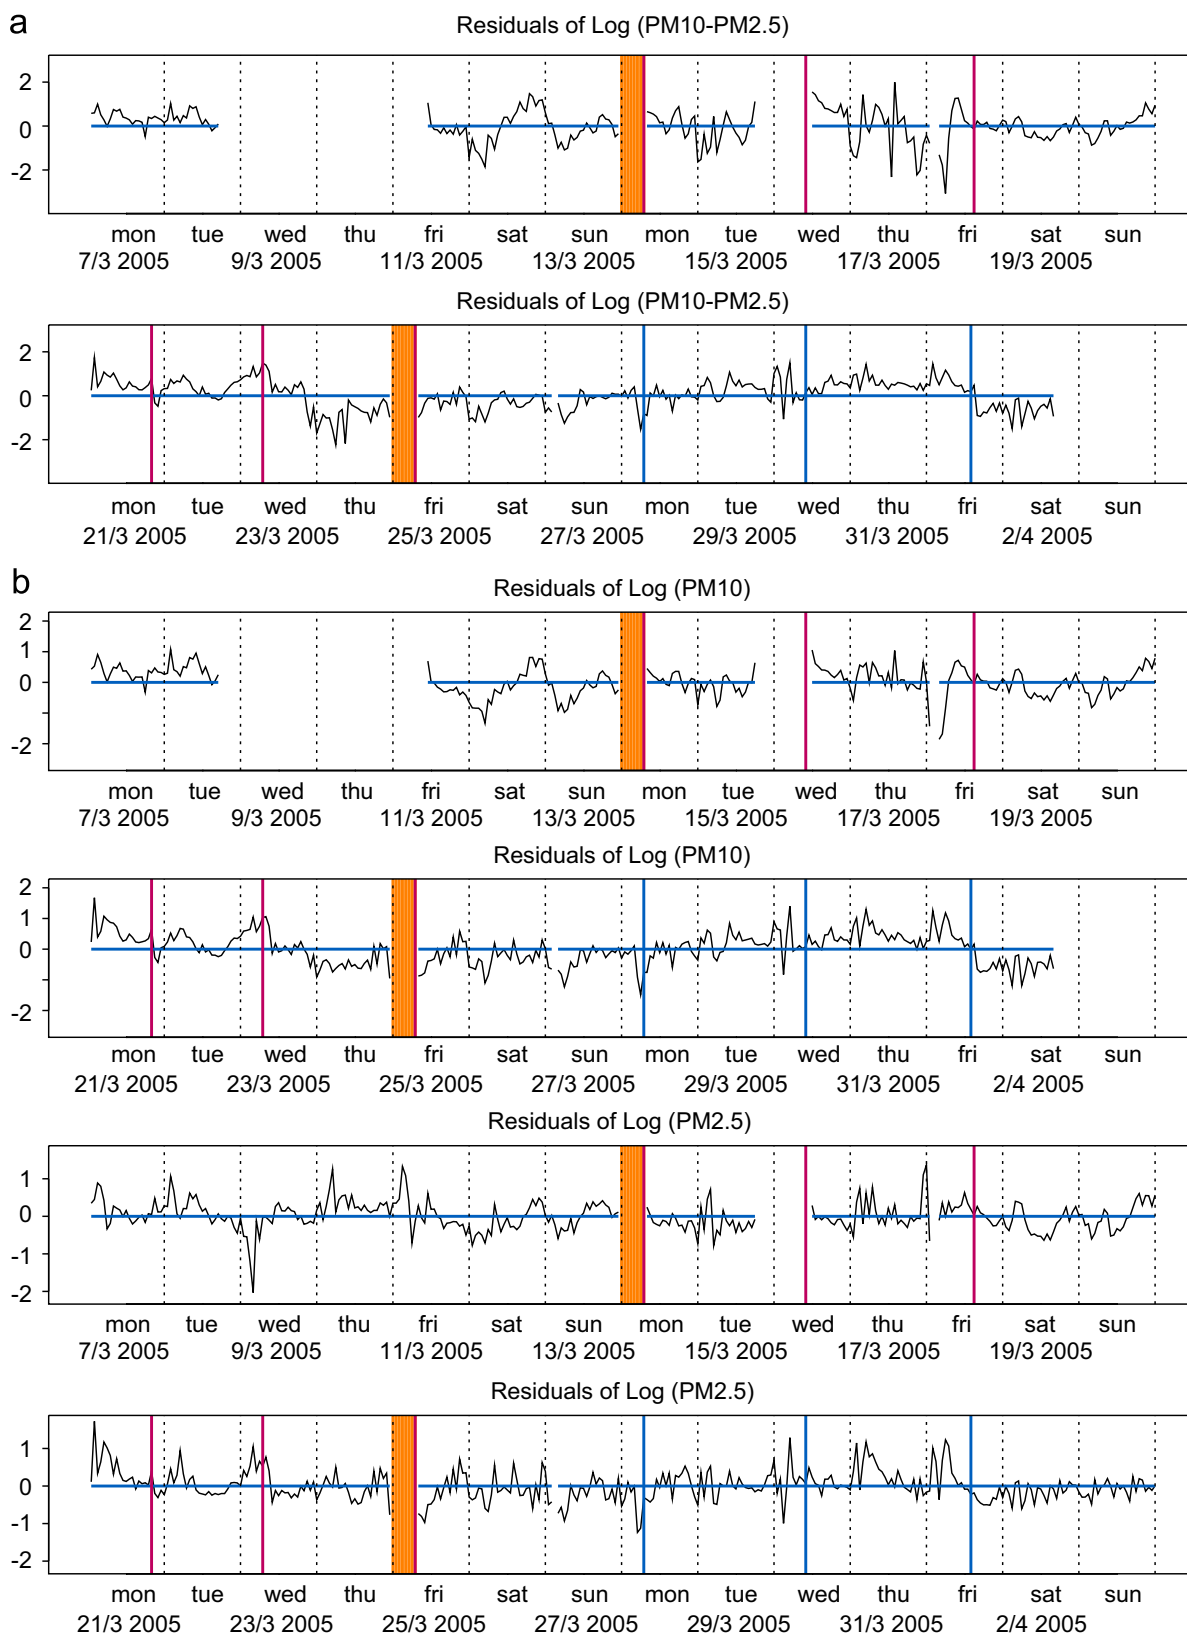 a
Residuals of Log (PM10-PM2.5)
2
0
-2
mon tue wed thu fri sat sun mon tue wed thu fri sat sun
7/3 2005 9/3 2005 11/3 2005 13/3 2005 15/3 2005 17/3 2005 19/3 2005
Residuals of Log (PM10-PM2.5)
2
0
-2
mon tue wed thu fri sat sun mon tue wed thu fri sat sun
21/3 2005 23/3 2005 25/3 2005 27/3 2005 29/3 2005 31/3 2005 2/4 2005
b
Residuals of Log (PM10)
2
1
0
-2
mon tue wed thu fri sat sun mon tue wed thu fri sat sun
7/3 2005 9/3 2005 11/3 2005 13/3 2005 15/3 2005 17/3 2005 19/3 2005
Residuals of Log (PM10)
2
1
0
-2
mon tue wed thu fri sat sun mon tue wed thu fri sat sun
21/3 2005 23/3 2005 25/3 2005 27/3 2005 29/3 2005 31/3 2005 2/4 2005
Residuals of Log (PM2.5)
1
0
-1
-2
mon tue wed thu fri sat sun mon tue wed thu fri sat sun
7/3 2005 9/3 2005 11/3 2005 13/3 2005 15/3 2005 17/3 2005 19/3 2005
Residuals of Log (PM2.5)
1
0
-1
-2
mon tue wed thu fri sat sun mon tue wed thu fri sat sun
21/3 2005 23/3 2005 25/3 2005 27/3 2005 29/3 2005 31/3 2005 2/4 2005